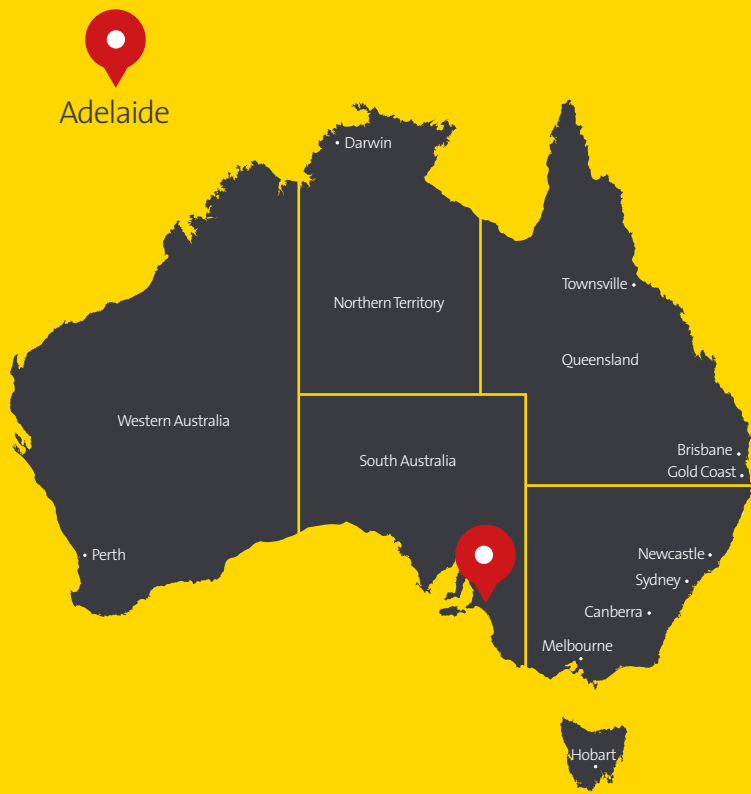 Adelaide
Darwin
Townsville
Northern Territory
Queensland
Western Australia
South Australia
Brisbane
Gold Coast
Perth
Newcastle
Sydney
Canberra
Melbourne
Hobart